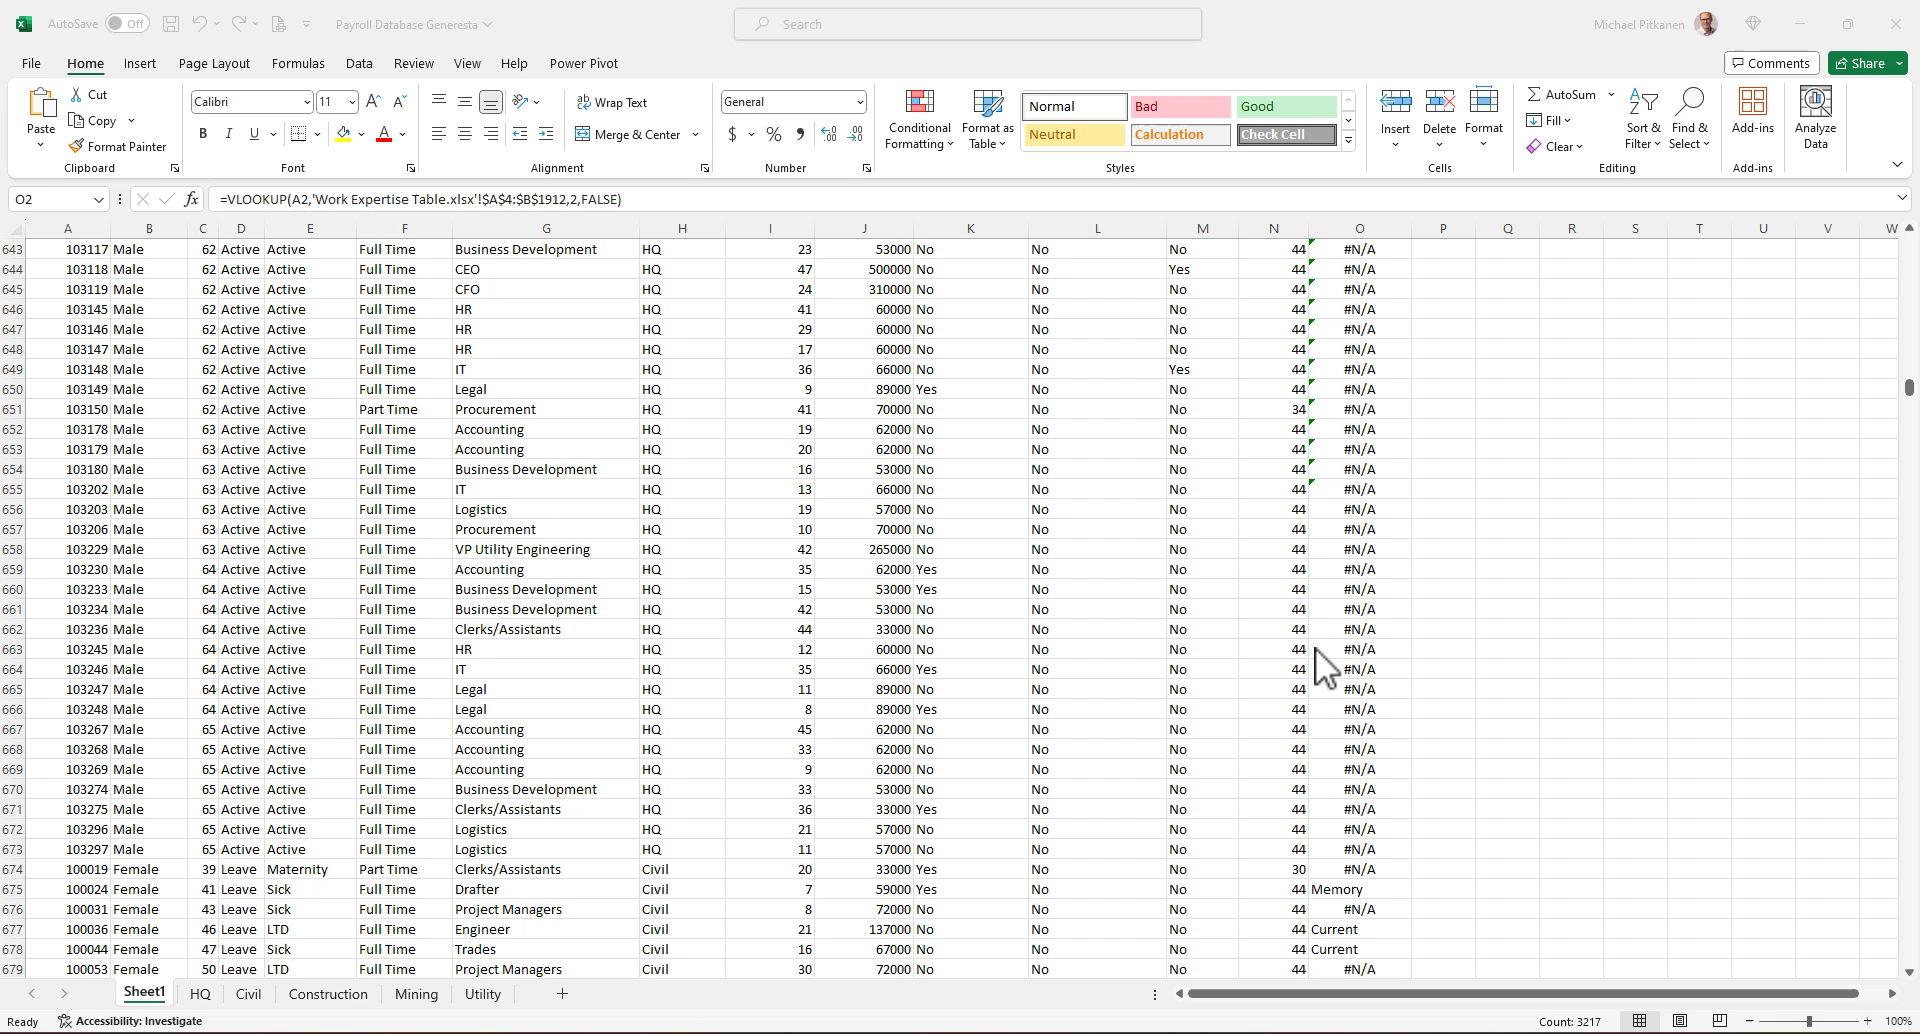 AutoSave Off Payroll Database Generesta Search Michael Pitkanen
File Home Insert Page Layout Formulas Data Review View Help Power Pivot Comments Share
Paste
Cut
Copy
Format Painter
Clipboard
Calibri 11
B I U
Font
Wrap Text
Merge & Center
Alignment
General
$ %
Number
Conditional Formatting
Format as Table
Normal Bad Good
Neutral Calculation Check Cell
Styles
Insert Delete Format
Cells
AutoSum
Fill
Clear
Sort & Filter
Find & Select
Editing
Add-ins
Add-ins
Analyze Data
O2 fx =VLOOKUP(A2,'Work Expertise Table.xlsx'!$A$4:$B$1912,2,FALSE)
A B C D E F G H I J K L M N O P Q R S T U V W
643 103117 Male 62 Active Active Full Time Business Development HQ 23 53000 No No No 44 #N/A
644 103118 Male 62 Active Active Full Time CEO HQ 47 500000 No No Yes 44 #N/A
645 103119 Male 62 Active Active Full Time CFO HQ 24 310000 No No No 44 #N/A
646 103145 Male 62 Active Active Full Time HR HQ 41 60000 No No No 44 #N/A
647 103146 Male 62 Active Active Full Time HR HQ 29 60000 No No No 44 #N/A
648 103147 Male 62 Active Active Full Time HR HQ 17 60000 No No No 44 #N/A
649 103148 Male 62 Active Active Full Time IT HQ 36 66000 No No Yes 44 #N/A
650 103149 Male 62 Active Active Full Time Legal HQ 9 89000 Yes No No 44 #N/A
651 103150 Male 62 Active Active Part Time Procurement HQ 41 70000 No No No 34 #N/A
652 103178 Male 63 Active Active Full Time Accounting HQ 19 62000 No No No 44 #N/A
653 103179 Male 63 Active Active Full Time Accounting HQ 20 62000 No No No 44 #N/A
654 103180 Male 63 Active Active Full Time Business Development HQ 16 53000 No No No 44 #N/A
655 103202 Male 63 Active Active Full Time IT HQ 13 66000 No No No 44 #N/A
656 103203 Male 63 Active Active Full Time Logistics HQ 19 57000 No No No 44 #N/A
657 103206 Male 63 Active Active Full Time Procurement HQ 10 70000 No No No 44 #N/A
658 103229 Male 63 Active Active Full Time VP Utility Engineering HQ 42 265000 No No No 44 #N/A
659 103230 Male 64 Active Active Full Time Accounting HQ 35 62000 Yes No No 44 #N/A
660 103233 Male 64 Active Active Full Time Business Development HQ 15 53000 Yes No No 44 #N/A
661 103234 Male 64 Active Active Full Time Business Development HQ 42 53000 No No No 44 #N/A
662 103236 Male 64 Active Active Full Time Clerks/Assistants HQ 44 33000 No No No 44 #N/A
663 103245 Male 64 Active Active Full Time HR HQ 12 60000 No No No 44 #N/A
664 103246 Male 64 Active Active Full Time IT HQ 35 66000 Yes No No 44 #N/A
665 103247 Male 64 Active Active Full Time Legal HQ 11 89000 No No No 44 #N/A
666 103248 Male 64 Active Active Full Time Legal HQ 8 89000 Yes No No 44 #N/A
667 103267 Male 65 Active Active Full Time Accounting HQ 45 62000 No No No 44 #N/A
668 103268 Male 65 Active Active Full Time Accounting HQ 33 62000 No No No 44 #N/A
669 103269 Male 65 Active Active Full Time Accounting HQ 9 62000 No No No 44 #N/A
670 103274 Male 65 Active Active Full Time Business Development HQ 33 53000 No No No 44 #N/A
671 103275 Male 65 Active Active Full Time Clerks/Assistants HQ 36 33000 Yes No No 44 #N/A
672 103296 Male 65 Active Active Full Time Logistics HQ 21 57000 No No No 44 #N/A
673 103297 Male 65 Active Active Full Time Logistics HQ 11 57000 No No No 44 #N/A
674 100019 Female 39 Leave Maternity Part Time Clerks/Assistants Civil 20 33000 Yes No No 30 #N/A
675 100024 Female 41 Leave Sick Full Time Drafter Civil 7 59000 Yes No No 44 Memory
676 100031 Female 43 Leave Sick Full Time Project Managers Civil 8 72000 No No No 44 #N/A
677 100036 Female 46 Leave LTD Full Time Engineer Civil 21 137000 No No No 44 Current
678 100044 Female 47 Leave Sick Full Time Trades Civil 16 67000 No No No 44 Current
679 100053 Female 50 Leave LTD Full Time Project Managers Civil 30 72000 No No No 44 #N/A
Sheet1 HQ Civil Construction Mining Utility
Ready Accessibility: Investigate Count: 3217 100%